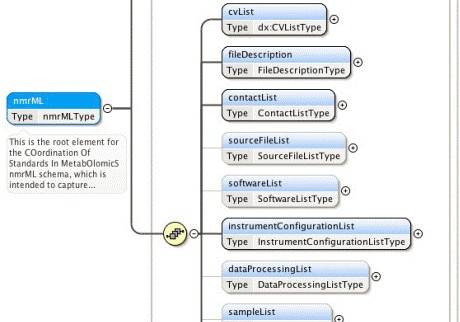 cvList
Type dx:CVListType
fileDescription
Type FileDescriptionType
nmrML
Type nmrMLType
contactList
Type ContactListType
This is the root element for
the COordination Of
Standards In MetabOlomicS
nmrML schema, which is
intended to capture...
sourceFileList
Type SourceFileListType
softwareList
Type SoftwareListType
instrumentConfigurationList
Type InstrumentConfigurationListType
dataProcessingList
Type DataProcessingListType
sampleList